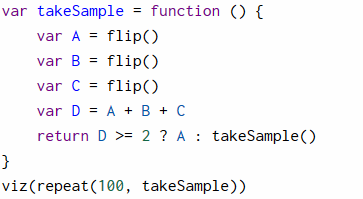 var takeSample = function () {
    var A = flip()
    var B = flip()
    var C = flip()
    var D = A + B + C
    return D >= 2 ? A : takeSample()
}
viz(repeat(100, takeSample))